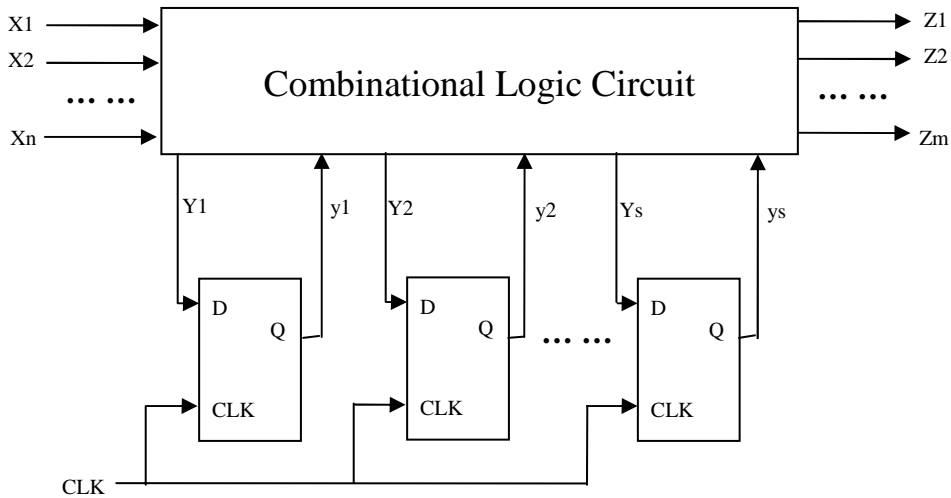 X1
Z1
X2
Z2
Combinational Logic Circuit
... ...
... ...
Xn
Zm
Y1
y1
Y2
y2
Ys
ys
D
D
D
Q
Q
Q
... ...
CLK
CLK
CLK
CLK